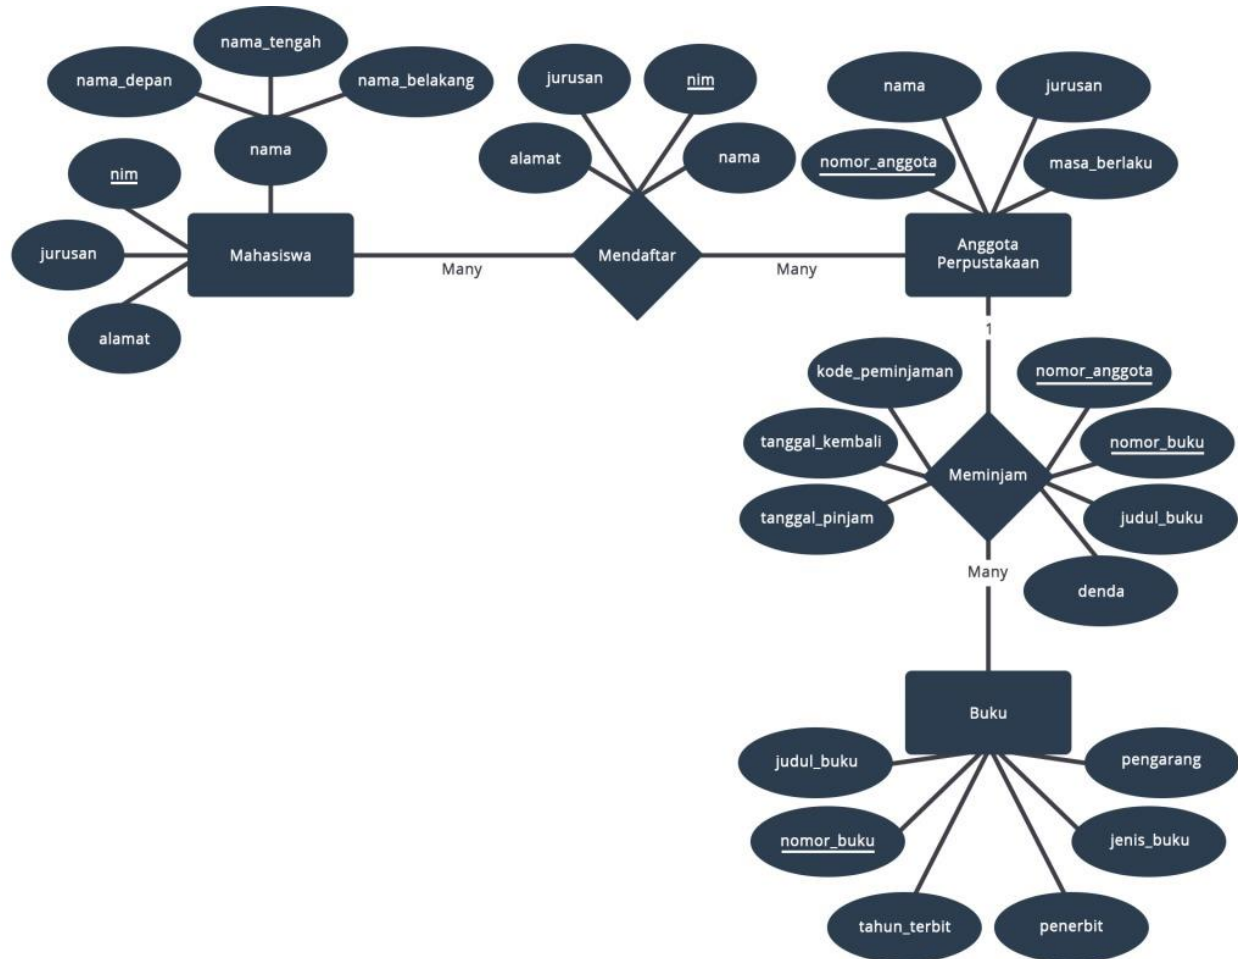 nama_tengah
nama_depan
nama_belakang
nama
nim
jurusan
alamat
Mahasiswa
Many
jurusan
nim
alamat
nama
Mendaftar
Many
nama
jurusan
nomor_anggota
masa_berlaku
Anggota
Perpustakaan
1
kode_peminjaman
nomor_anggota
tanggal_kembali
nomor_buku
Meminjam
tanggal_pinjam
judul_buku
denda
Many
Buku
judul_buku
pengarang
nomor_buku
jenis_buku
tahun_terbit
penerbit